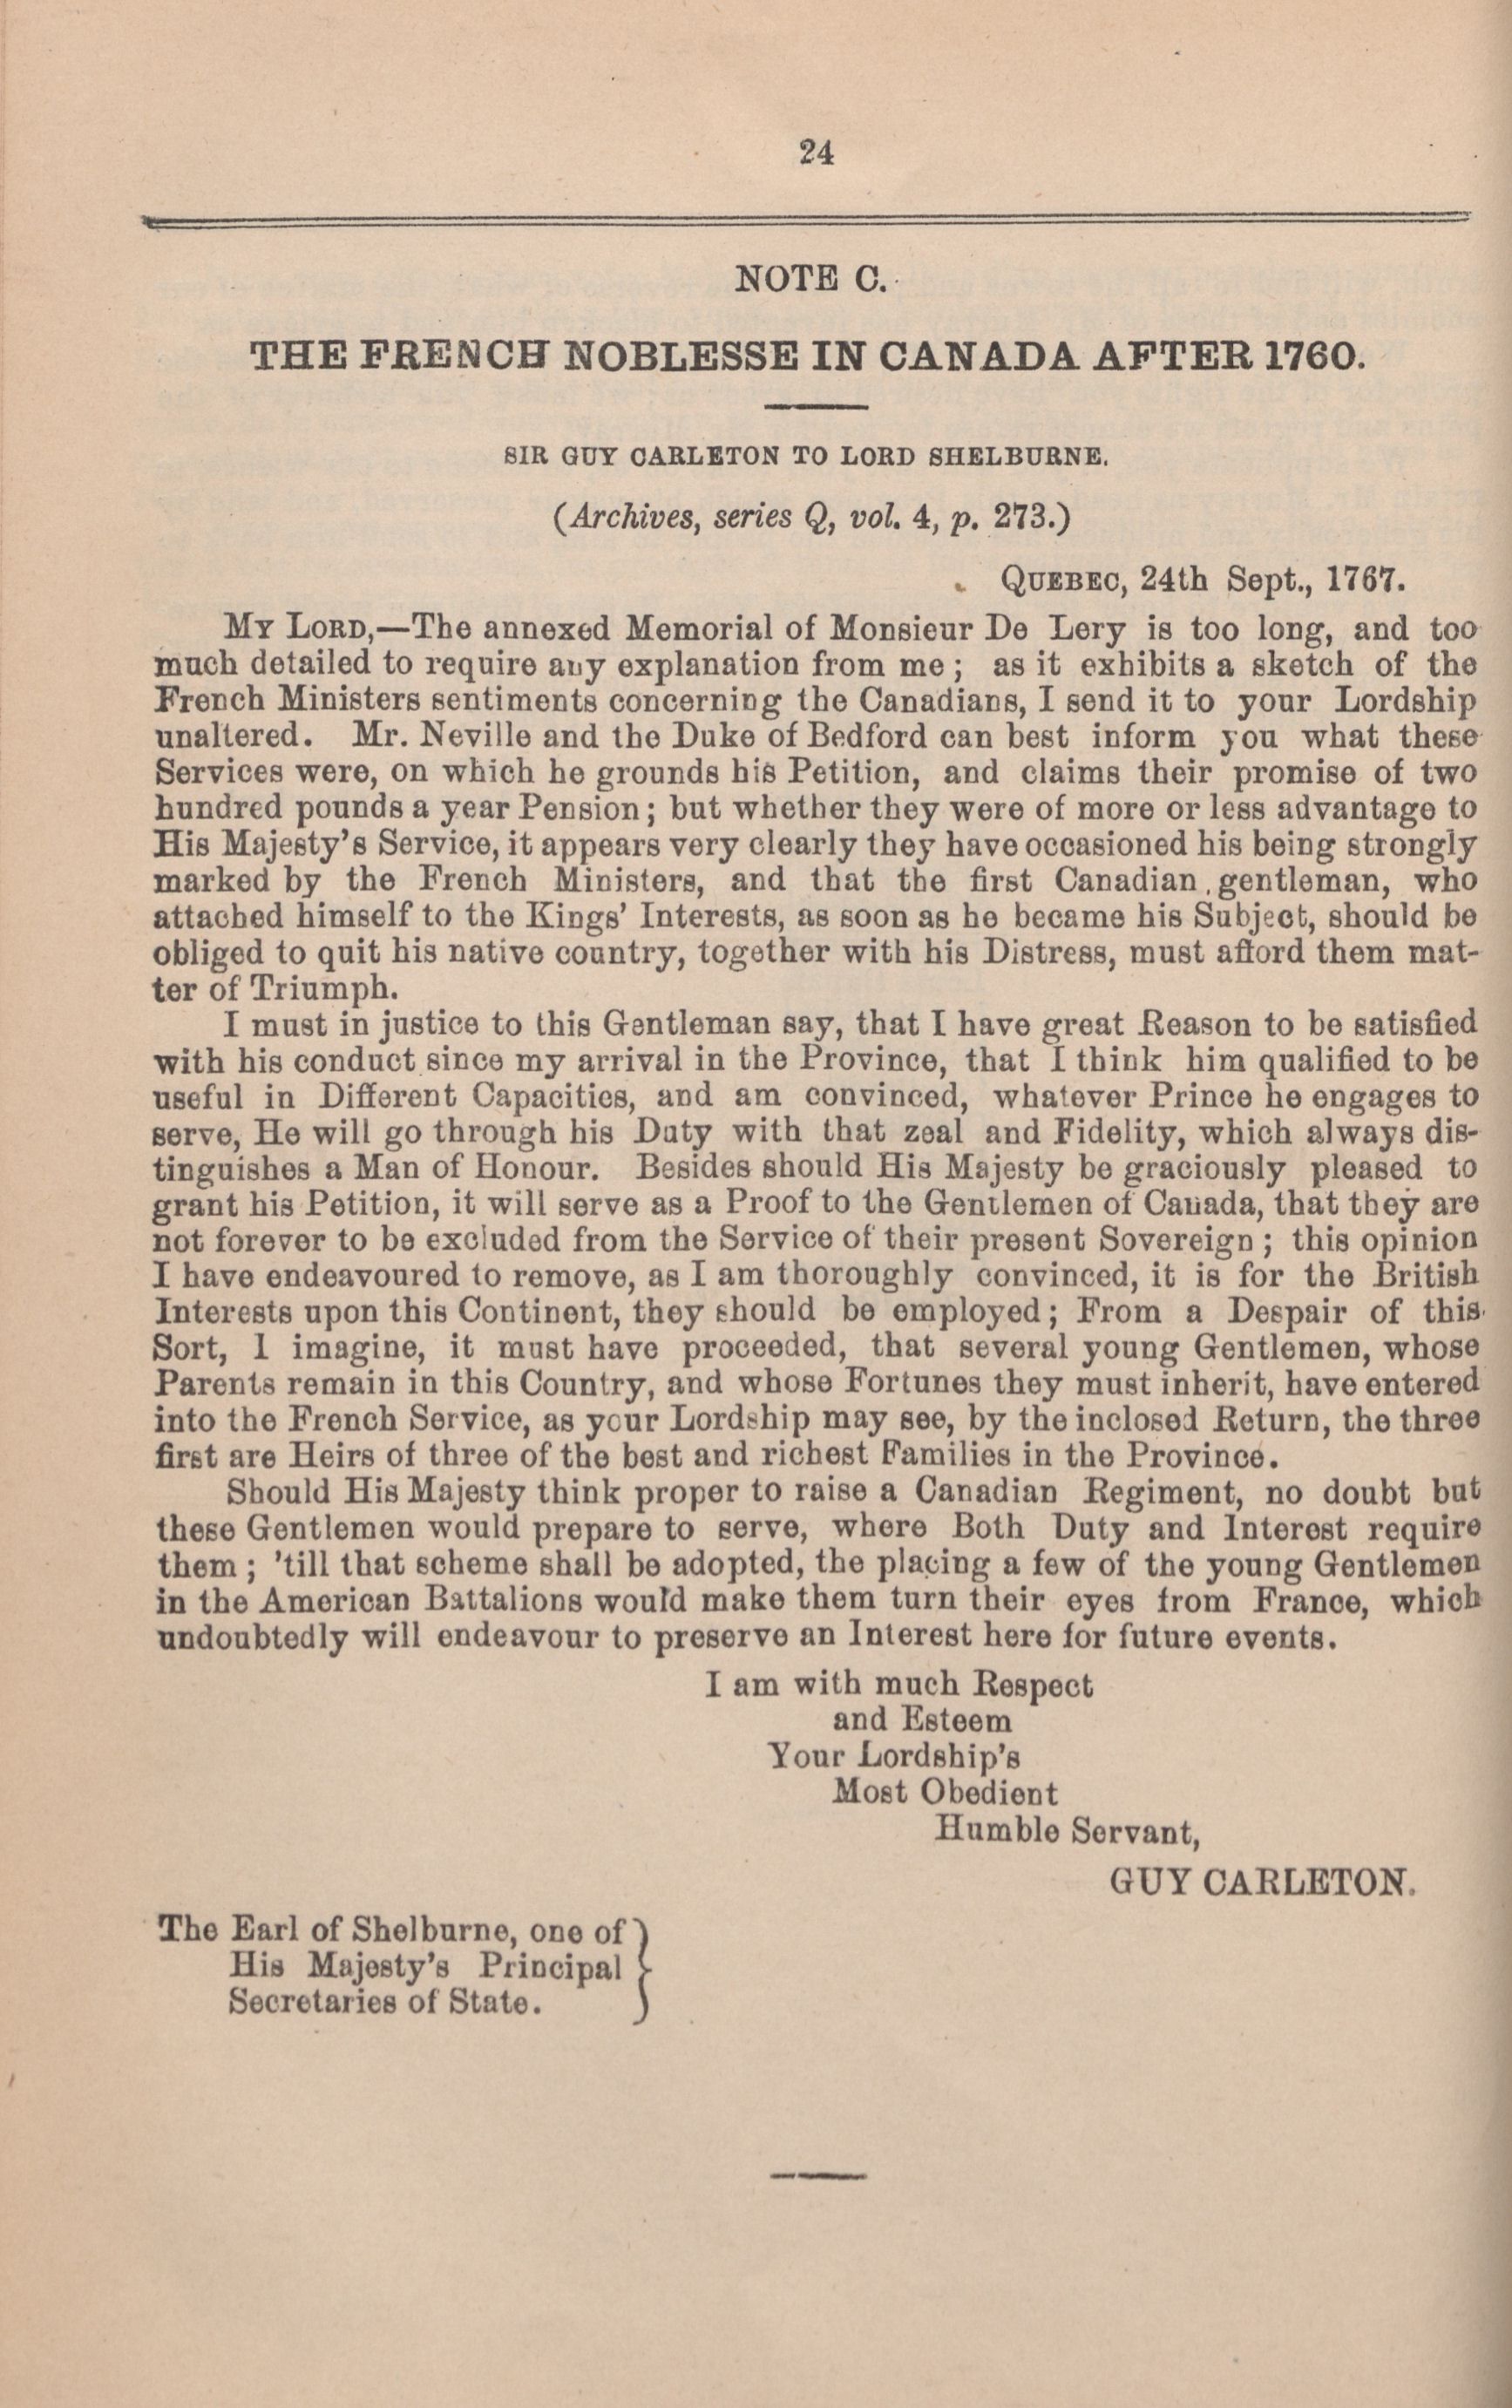 24
NOTE C.
THE FRENCH NOBLESSE IN CANADA AFTER 1760.
SIR GUY CARLETON TO LORD SHELBURNE.
(Archives, series Q, vol. 4, p. 273.)
QUEBEC, 24th Sept., 1767.
MY LORD,—The annexed Memorial of Monsieur De Lery is too long, and too
much detailed to require any explanation from me; as it exhibits a sketch of the
French Ministers sentiments concerning the Canadians, I send it to your Lordship
unaltered. Mr. Neville and the Duke of Bedford can best inform you what these
Services were, on which he grounds his Petition, and claims their promise of two
hundred pounds a year Pension; but whether they were of more or less advantage to
His Majesty's Service, it appears very clearly they have occasioned his being strongly
marked by the French Ministers, and that the first Canadian gentleman, who
attached himself to the Kings' Interests, as soon as he became his Subject, should be
obliged to quit his native country, together with his Distress, must afford them mat-
ter of Triumph.
I must in justice to this Gentleman say, that I have great Reason to be satisfied
with his conduct since my arrival in the Province, that I think him qualified to be
useful in Different Capacities, and am convinced, whatever Prince he engages to
serve, He will go through his Duty with that zeal and Fidelity, which always dis-
tinguishes a Man of Honour. Besides should His Majesty be graciously pleased to
grant his Petition, it will serve as a Proof to the Gentlemen of Canada, that they are
not forever to be excluded from the Service of their present Sovereign; this opinion
I have endeavoured to remove, as I am thoroughly convinced, it is for the British
Interests upon this Continent, they should be employed; From a Despair of this
Sort, I imagine, it must have proceeded, that several young Gentlemen, whose
Parents remain in this Country, and whose Fortunes they must inherit, have entered
into the French Service, as your Lordship may see, by the inclosed Return, the three
first are Heirs of three of the best and richest Families in the Province.
Should His Majesty think proper to raise a Canadian Regiment, no doubt but
these Gentlemen would prepare to serve, where Both Duty and Interest require
them; 'till that scheme shall be adopted, the placing a few of the young Gentlemen
in the American Battalions would make them turn their eyes from France, which
undoubtedly will endeavour to preserve an Interest here for future events.
I am with much Respect
and Esteem
Your Lordship's
Most Obedient
Humble Servant,
GUY CARLETON.
The Earl of Shelburne, one of
His Majesty's Principal
Secretaries of State.